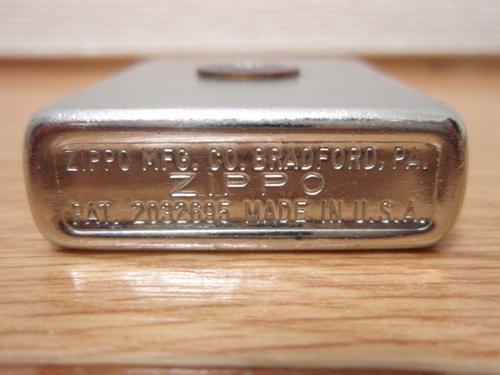 ZIPPO MFG. CO. BRADFORD, PA.
ZIPPO
PAT. 2032695 MADE IN U.S.A.